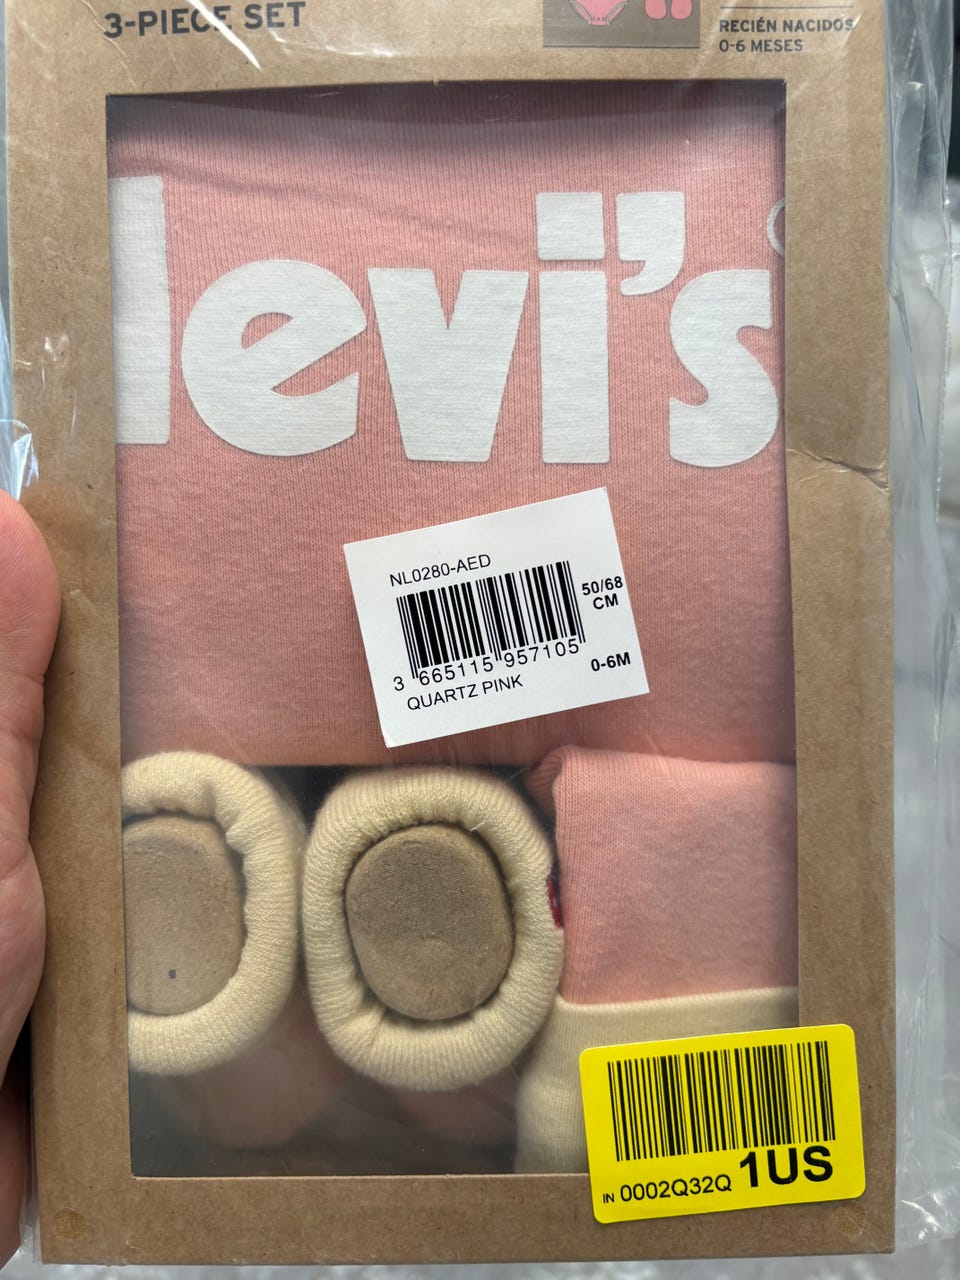 3-PIECE SET
RECIÉN NACIDOS
0-6 MESES
levi's
NL0280-AED
50/68
CM
3 665115 957105
0-6M
QUARTZ PINK
IN 0002Q32Q 1US